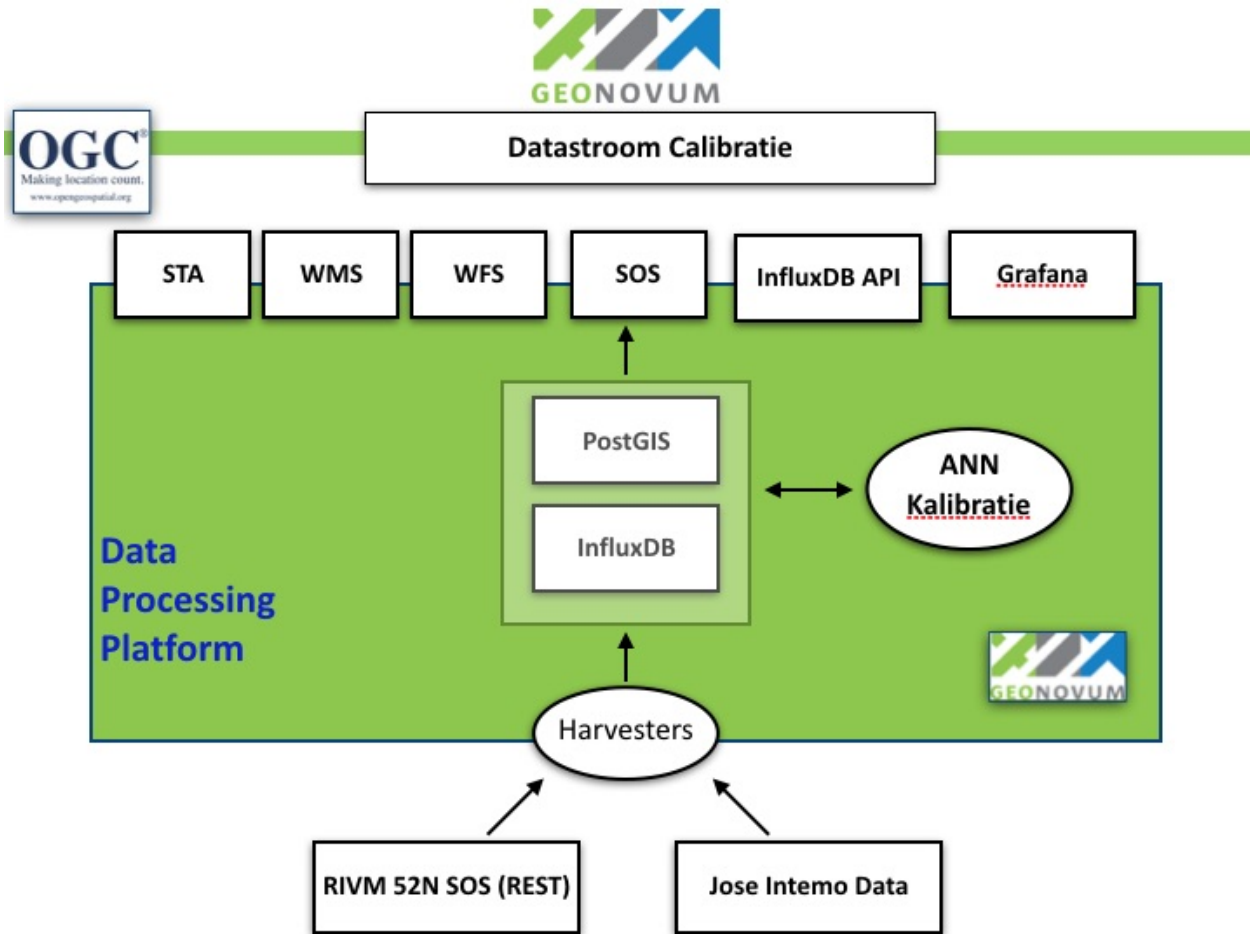 GEONOVUM
OGC®
Making location count.
www.opengeospatial.org
Datastroom Calibratie
STA
WMS
WFS
SOS
InfluxDB API
Grafana
PostGIS
InfluxDB
ANN
Kalibratie
Data
Processing
Platform
GEONOVUM
Harvesters
RIVM 52N SOS (REST)
Jose Intemo Data